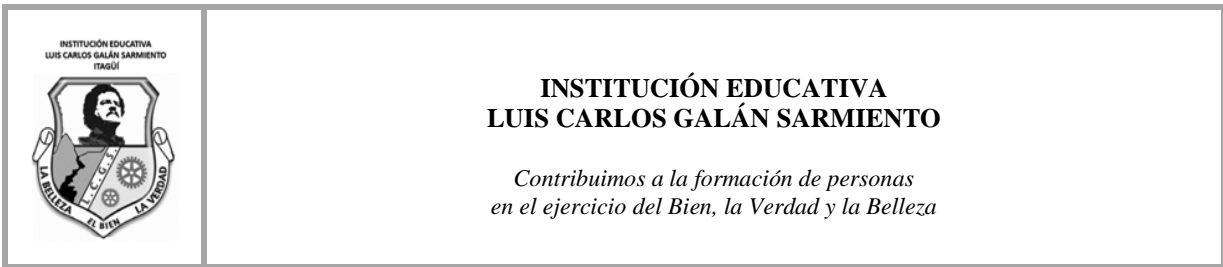 INSTITUCIÓN EDUCATIVA
LUIS CARLOS GALÁN SARMIENTO
ITAGÜÍ
L.C.G.S.
LA BELLEZA
EL BIEN
LA VERDAD
INSTITUCIÓN EDUCATIVA
LUIS CARLOS GALÁN SARMIENTO
Contribuimos a la formación de personas
en el ejercicio del Bien, la Verdad y la Belleza